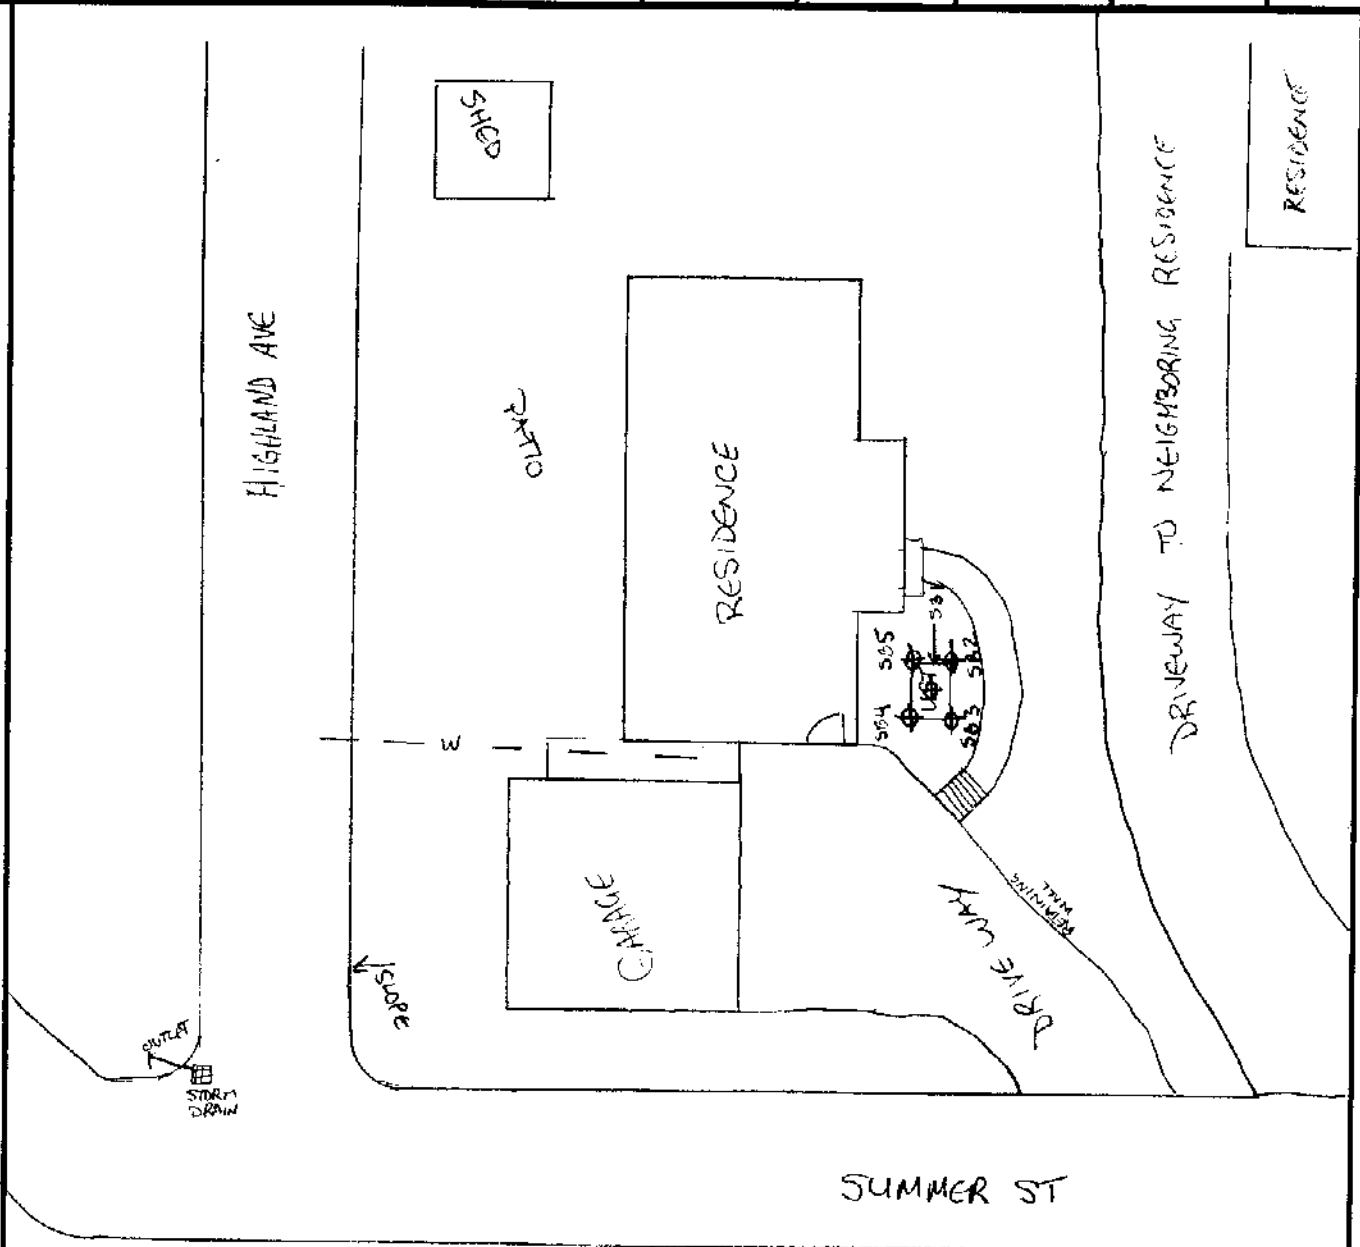 SHED
RESIDENCE
HIGHLAND AVE
PATIO
RESIDENCE
DRIVEWAY TO NEIGHBORING RESIDENCE
SB1
SB5
SB2
UST
SB4
SB3
W
GARAGE
DRIVE WAY
RETAINING
WALL
SLOPE
OUTLET
STORM
DRAIN
SUMMER ST